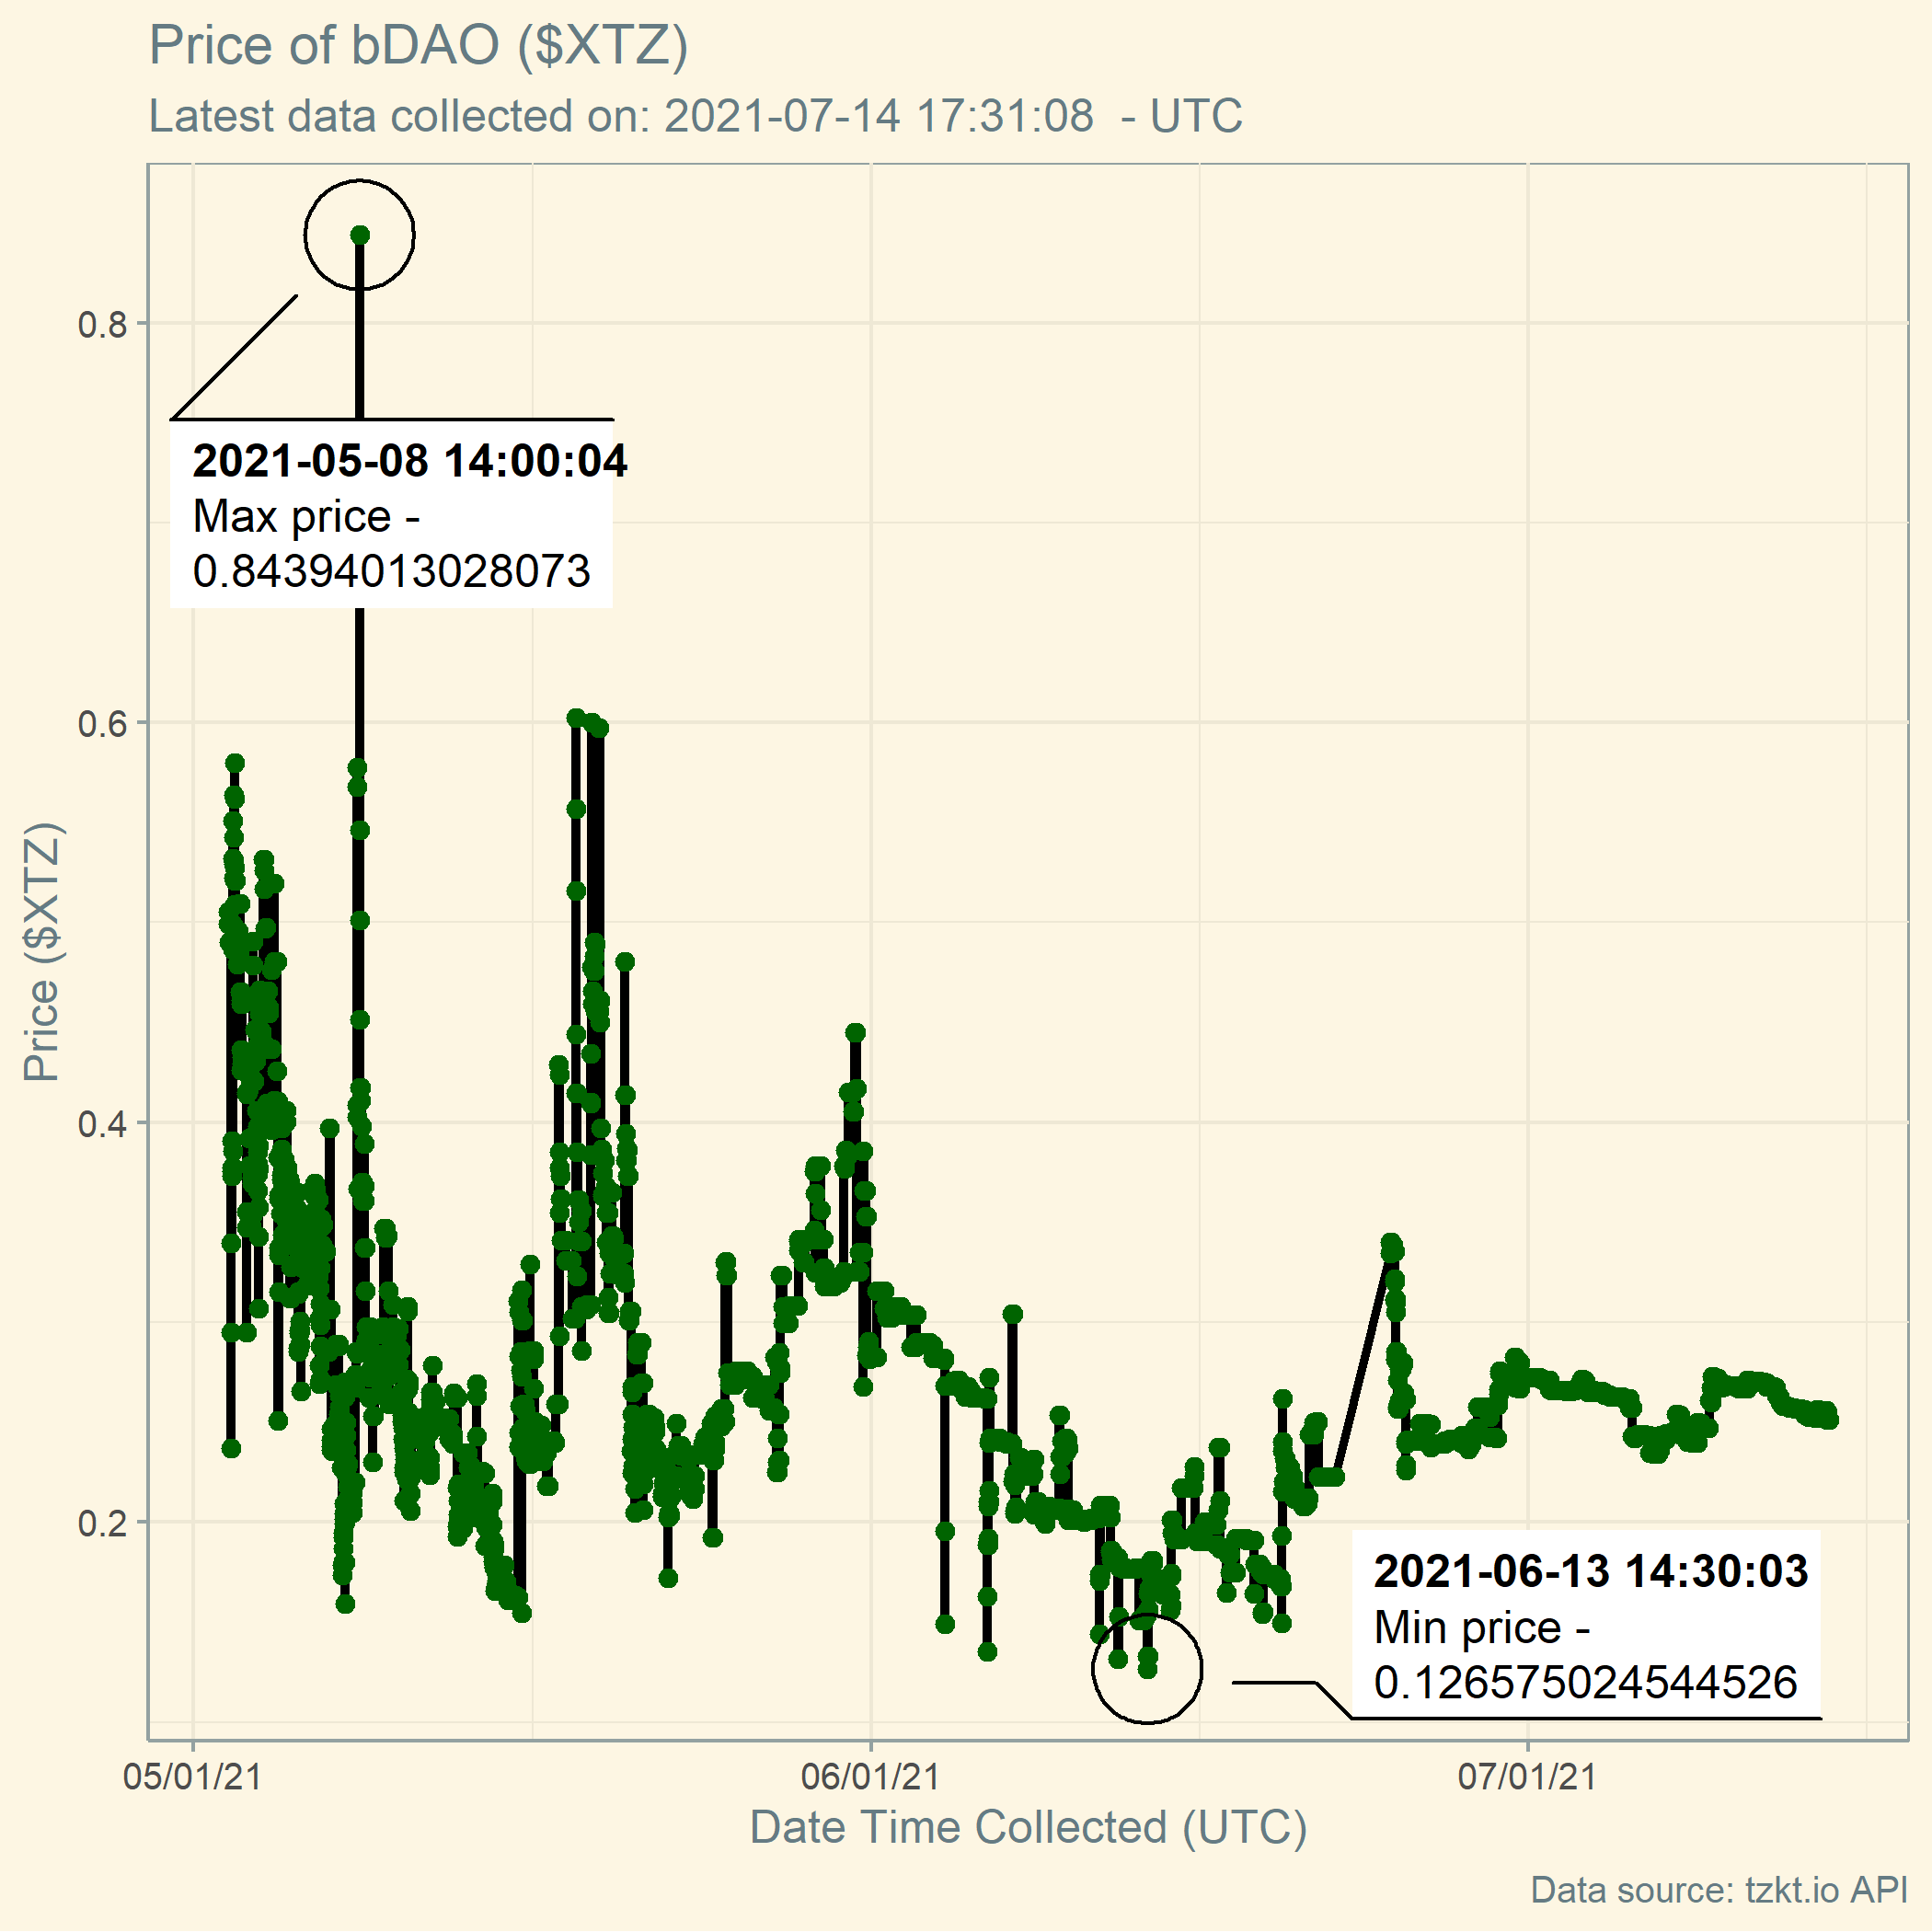 Price of bDAO ($XTZ)
Latest data collected on: 2021-07-14 17:31:08  - UTC
0.8
2021-05-08 14:00:04
Max price -
0.84394013028073
0.6
Price ($XTZ)
0.4
0.2
2021-06-13 14:30:03
Min price -
0.126575024544526
05/01/21
06/01/21
07/01/21
Date Time Collected (UTC)
Data source: tzkt.io API